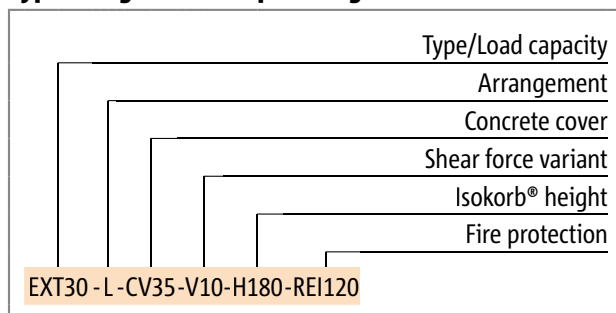 Type/Load capacity
Arrangement
Concrete cover
Shear force variant
Isokorb® height
Fire protection
EXT30 - L -CV35-V10-H180-REI120